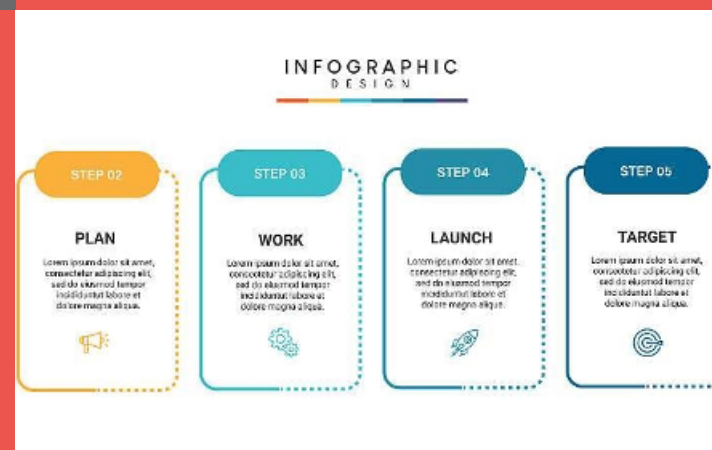 INFOGRAPHIC
DESIGN
STEP 02
PLAN
Lorem ipsum dolor sit amet,
consectetur adipiscing elit,
sed do eiusmod tempor
incididuntut labore et
dolore magna aliqua.
STEP 03
WORK
Lorem ipsum dolor sit amet,
consectetur adipiscing elit,
sed do eiusmod tempor
incididuntut labore et
dolore magna aliqua.
STEP 04
LAUNCH
Lorem ipsum dolor sit amet,
consectetur adipiscing elit,
sed do eiusmod tempor
incididuntut labore et
dolore magna aliqua.
STEP 05
TARGET
Lorem ipsum dolor sit amet,
consectetur adipiscing elit,
sed do eiusmod tempor
incididuntut labore et
dolore magna aliqua.